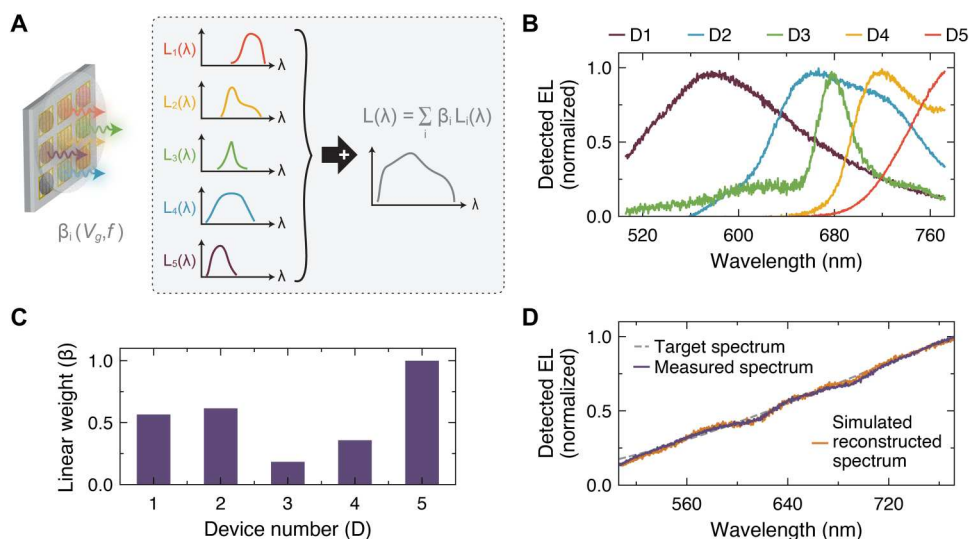 A
L₁(λ)
λ
L₂(λ)
λ
L₃(λ)
λ
L₄(λ)
λ
L₅(λ)
λ
+
L(λ) = ∑ βᵢ Lᵢ(λ)
i
λ
βᵢ (Vg,f)
B
D1 D2 D3 D4 D5
Detected EL
(normalized)
1.0
0.5
0.0
520 600 680 760
Wavelength (nm)
C
Linear weight (β)
1.0
0.5
0.0
1 2 3 4 5
Device number (D)
D
Detected EL
(normalized)
1.0
0.5
0.0
Target spectrum
Measured spectrum
Simulated
reconstructed
spectrum
560 640 720
Wavelength (nm)